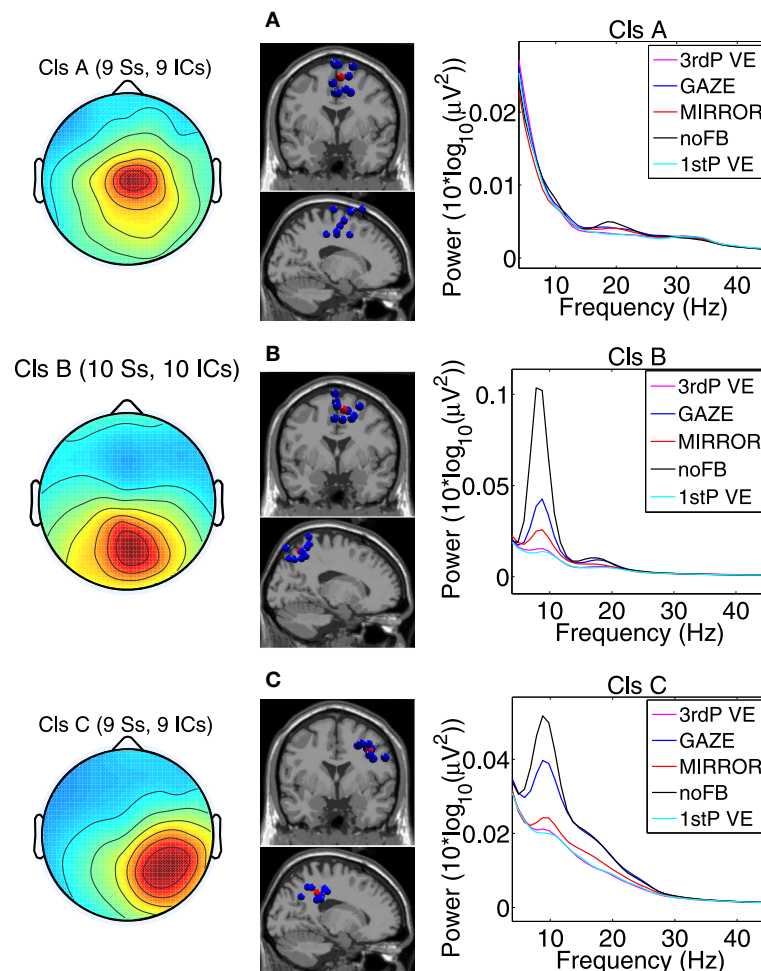 A
Cls A (9 Ss, 9 ICs)
Cls A
Power (10*log10(μV²))
0.02
0.01
0
3rdP VE
GAZE
MIRROR
noFB
1stP VE
10 20 30 40
Frequency (Hz)
B
Cls B (10 Ss, 10 ICs)
Cls B
Power (10*log10(μV²))
0.1
0.05
0
3rdP VE
GAZE
MIRROR
noFB
1stP VE
10 20 30 40
Frequency (Hz)
C
Cls C (9 Ss, 9 ICs)
Cls C
Power (10*log10(μV²))
0.04
0.02
0
3rdP VE
GAZE
MIRROR
noFB
1stP VE
10 20 30 40
Frequency (Hz)